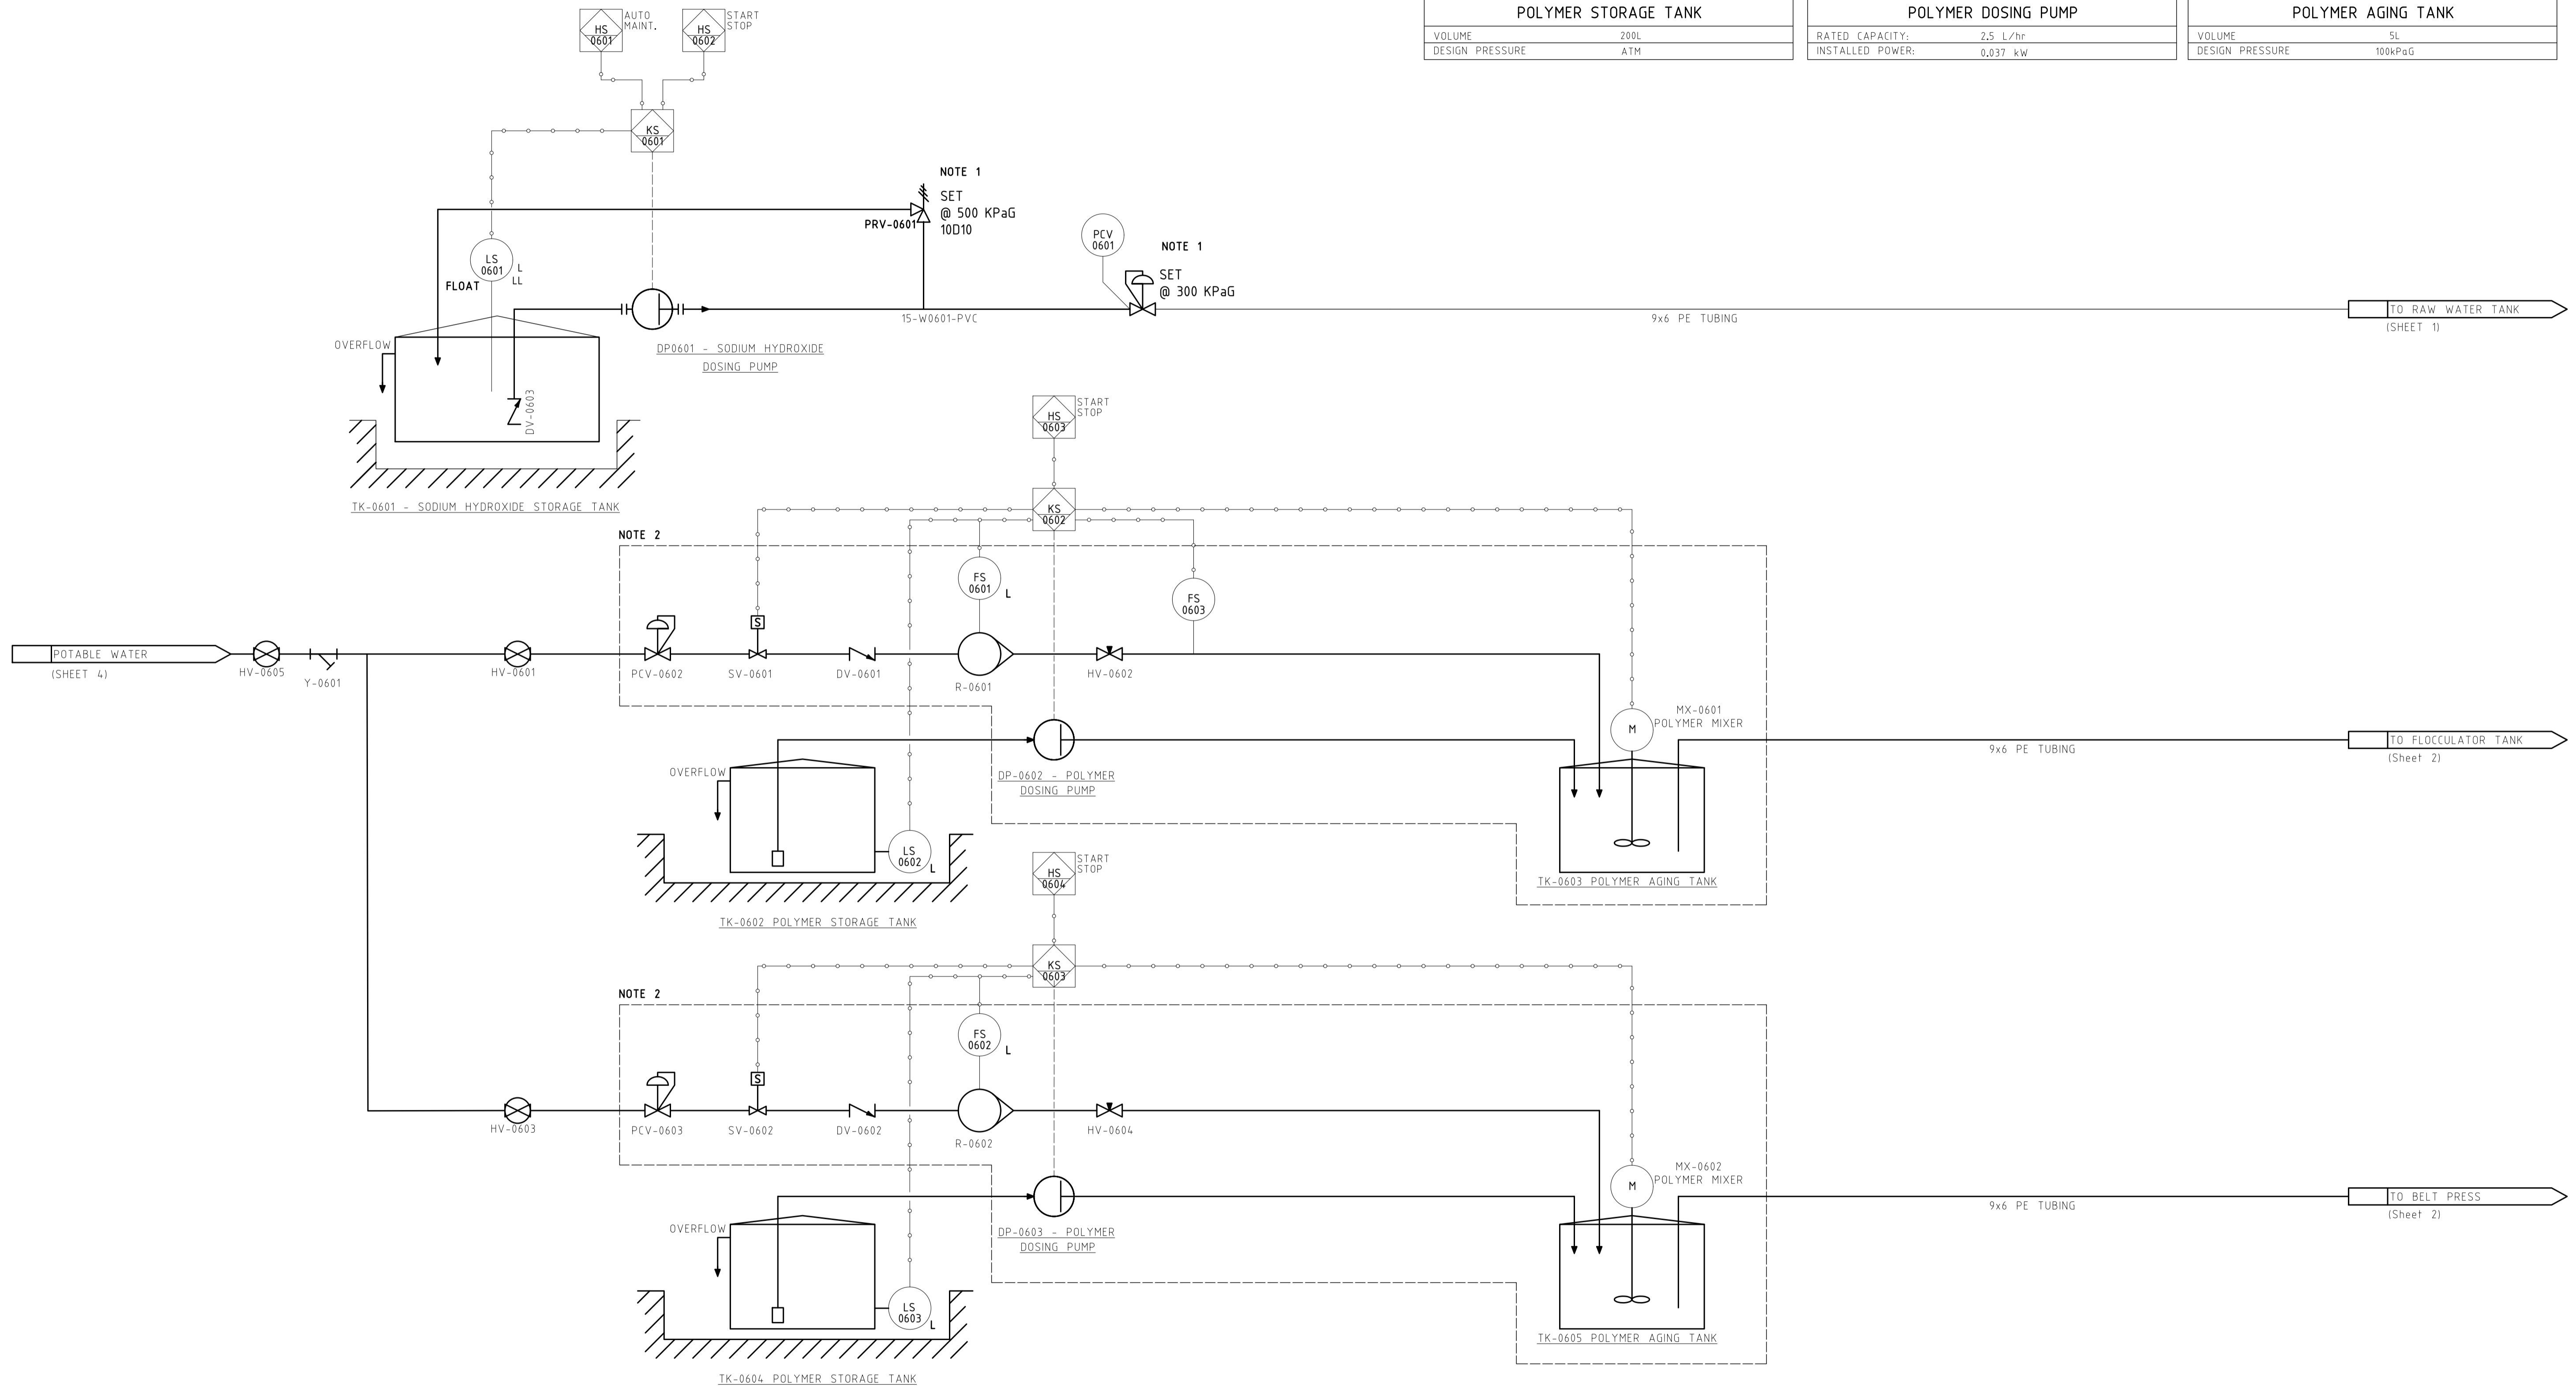 POLYMER STORAGE TANK
VOLUME 200L
DESIGN PRESSURE ATM
POLYMER DOSING PUMP
RATED CAPACITY: 2.5 L/hr
INSTALLED POWER: 0.037 kW
POLYMER AGING TANK
VOLUME 5L
DESIGN PRESSURE 100kPaG
HS
0601
AUTO
MAINT.
HS
0602
START
STOP
KS
0601
NOTE 1
SET
@ 500 KPaG
10D10
PRV-0601
PCV
0601
NOTE 1
SET
@ 300 KPaG
LS
0601
L
LL
FLOAT
15-W0601-PVC
9x6 PE TUBING
TO RAW WATER TANK
(SHEET 1)
OVERFLOW
DP0601 - SODIUM HYDROXIDE
DOSING PUMP
DV-0603
TK-0601 - SODIUM HYDROXIDE STORAGE TANK
HS
0603
START
STOP
KS
0602
NOTE 2
FS
0601
L
FS
0603
S
POTABLE WATER
(SHEET 4)
HV-0605
Y-0601
HV-0601
PCV-0602
SV-0601
DV-0601
R-0601
HV-0602
MX-0601
POLYMER MIXER
M
9x6 PE TUBING
TO FLOCCULATOR TANK
(Sheet 2)
OVERFLOW
DP-0602 - POLYMER
DOSING PUMP
LS
0602
L
TK-0603 POLYMER AGING TANK
TK-0602 POLYMER STORAGE TANK
HS
0604
START
STOP
KS
0603
NOTE 2
FS
0602
L
S
HV-0603
PCV-0603
SV-0602
DV-0602
R-0602
HV-0604
MX-0602
POLYMER MIXER
M
9x6 PE TUBING
TO BELT PRESS
(Sheet 2)
OVERFLOW
DP-0603 - POLYMER
DOSING PUMP
LS
0603
L
TK-0605 POLYMER AGING TANK
TK-0604 POLYMER STORAGE TANK